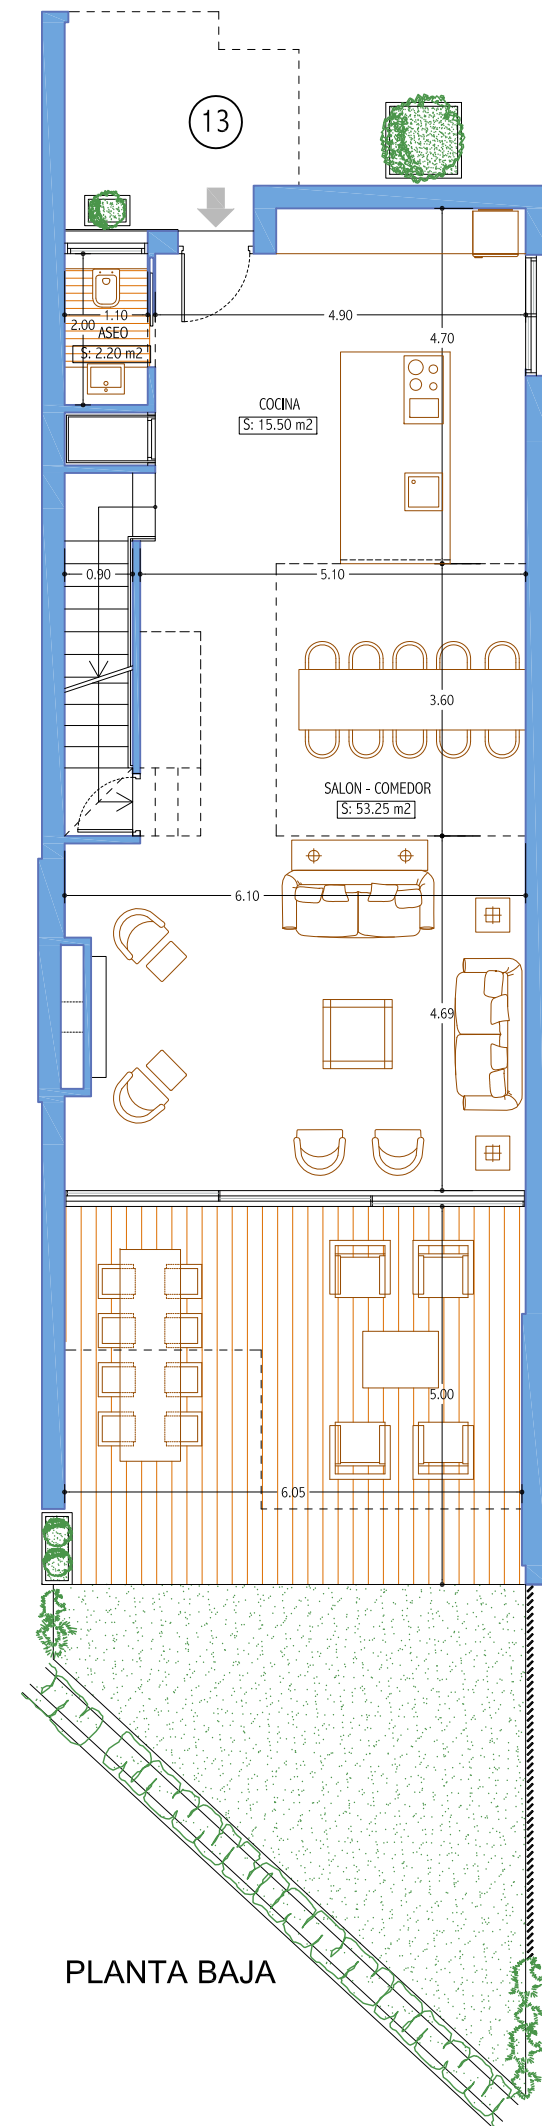 13
1.10
2.00
ASEO
S: 2.20 m2
4.90
4.70
COCINA
S: 15.50 m2
0.90
5.10
3.60
SALON - COMEDOR
S: 53.25 m2
6.10
4.69
5.00
6.05
PLANTA BAJA